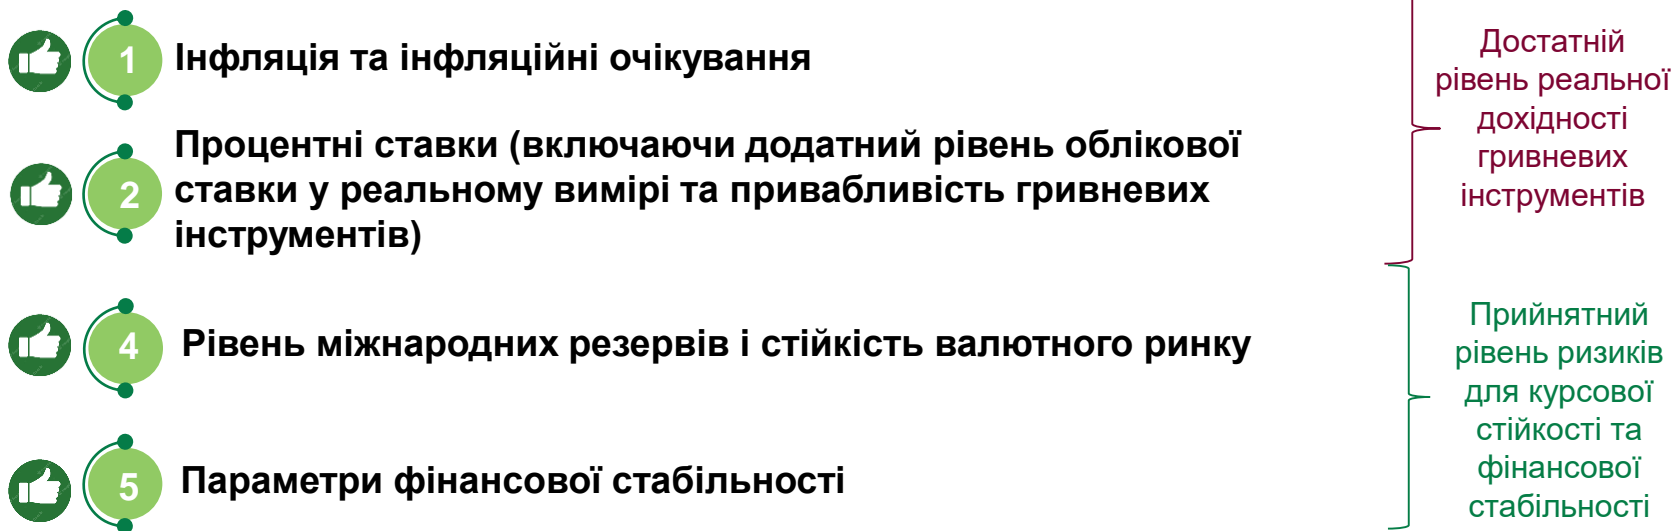 1
Інфляція та інфляційні очікування
2
Процентні ставки (включаючи додатний рівень облікової
ставки у реальному вимірі та привабливість гривневих
інструментів)
Достатній
рівень реальної
дохідності
гривневих
інструментів
4
Рівень міжнародних резервів і стійкість валютного ринку
5
Параметри фінансової стабільності
Прийнятний
рівень ризиків
для курсової
стійкості та
фінансової
стабільності